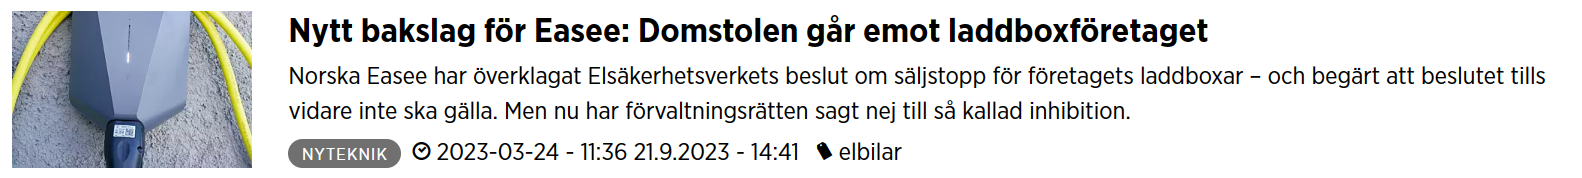 Nytt bakslag för Easee: Domstolen går emot laddboxföretaget
Norska Easee har överklagat Elsäkerhetsverkets beslut om säljstopp för företagets laddboxar – och begärt att beslutet tills
vidare inte ska gälla. Men nu har förvaltningsrätten sagt nej till så kallad inhibition.
NYTEKNIK 2023-03-24 - 11:36 21.9.2023 - 14:41 elbilar